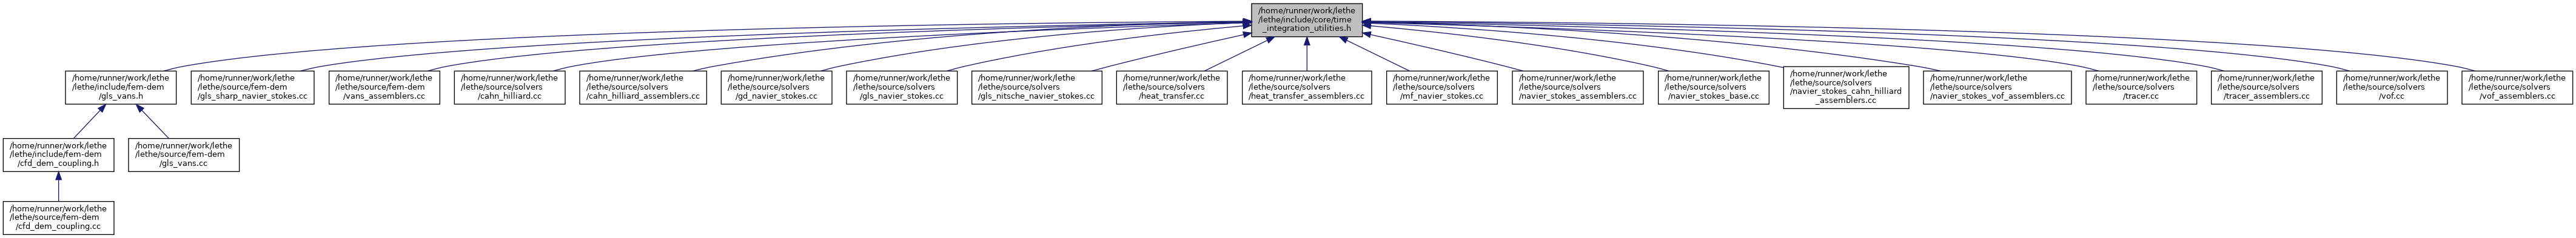 /home/runner/work/lethe
/lethe/include/core/time
_integration_utilities.h
/home/runner/work/lethe
/lethe/include/fem-dem
/gls_vans.h
/home/runner/work/lethe
/lethe/source/fem-dem
/gls_sharp_navier_stokes.cc
/home/runner/work/lethe
/lethe/source/fem-dem
/vans_assemblers.cc
/home/runner/work/lethe
/lethe/source/solvers
/cahn_hilliard.cc
/home/runner/work/lethe
/lethe/source/solvers
/cahn_hilliard_assemblers.cc
/home/runner/work/lethe
/lethe/source/solvers
/gd_navier_stokes.cc
/home/runner/work/lethe
/lethe/source/solvers
/gls_navier_stokes.cc
/home/runner/work/lethe
/lethe/source/solvers
/gls_nitsche_navier_stokes.cc
/home/runner/work/lethe
/lethe/source/solvers
/heat_transfer.cc
/home/runner/work/lethe
/lethe/source/solvers
/heat_transfer_assemblers.cc
/home/runner/work/lethe
/lethe/source/solvers
/mf_navier_stokes.cc
/home/runner/work/lethe
/lethe/source/solvers
/navier_stokes_assemblers.cc
/home/runner/work/lethe
/lethe/source/solvers
/navier_stokes_base.cc
/home/runner/work/lethe
/lethe/source/solvers
/navier_stokes_cahn_hilliard
_assemblers.cc
/home/runner/work/lethe
/lethe/source/solvers
/navier_stokes_vof_assemblers.cc
/home/runner/work/lethe
/lethe/source/solvers
/tracer.cc
/home/runner/work/lethe
/lethe/source/solvers
/tracer_assemblers.cc
/home/runner/work/lethe
/lethe/source/solvers
/vof.cc
/home/runner/work/lethe
/lethe/source/solvers
/vof_assemblers.cc
/home/runner/work/lethe
/lethe/include/fem-dem
/cfd_dem_coupling.h
/home/runner/work/lethe
/lethe/source/fem-dem
/gls_vans.cc
/home/runner/work/lethe
/lethe/source/fem-dem
/cfd_dem_coupling.cc